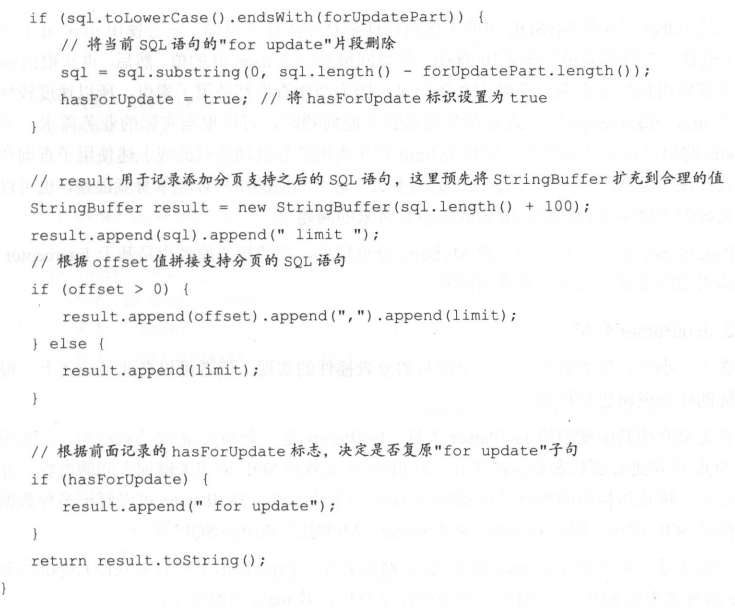 if (sql.toLowerCase().endsWith(forUpdatePart)) {
// 将当前 SQL 语句的"for update"片段删除
sql = sql.substring(0, sql.length() - forUpdatePart.length());
hasForUpdate = true; // 将 hasForUpdate 标识设置为 true
}
// result 用于记录添加分页支持之后的 SQL 语句，这里预先将 StringBuffer 扩充到合理的值
StringBuffer result = new StringBuffer(sql.length() + 100);
result.append(sql).append(" limit ");
// 根据 offset 值拼接支持分页的 SQL 语句
if (offset > 0) {
result.append(offset).append(",").append(limit);
} else {
result.append(limit);
}
// 根据前面记录的 hasForUpdate 标志，决定是否复原"for update"子句
if (hasForUpdate) {
result.append(" for update");
}
return result.toString();
}